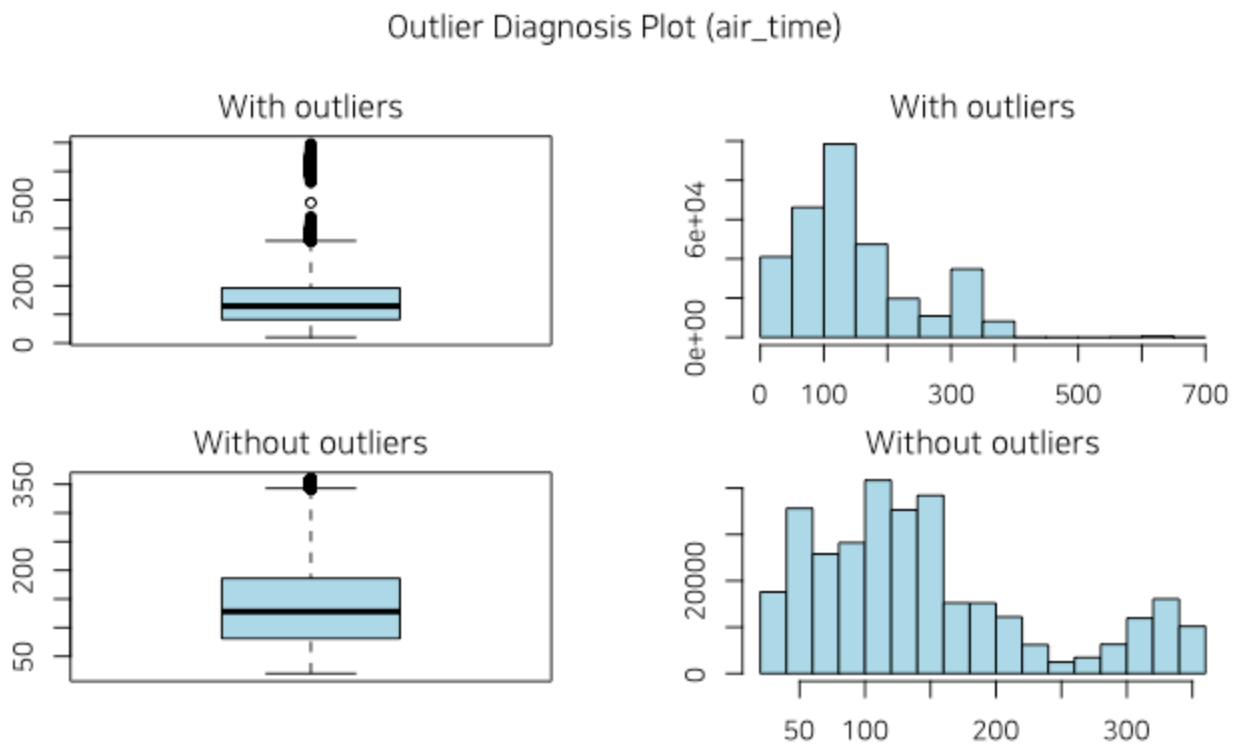 Outlier Diagnosis Plot (air_time)
With outliers
500
200
0
With outliers
6e+04
0e+00
0 100 300 500 700
Without outliers
350
200
50
Without outliers
20000
0
50 100 200 300